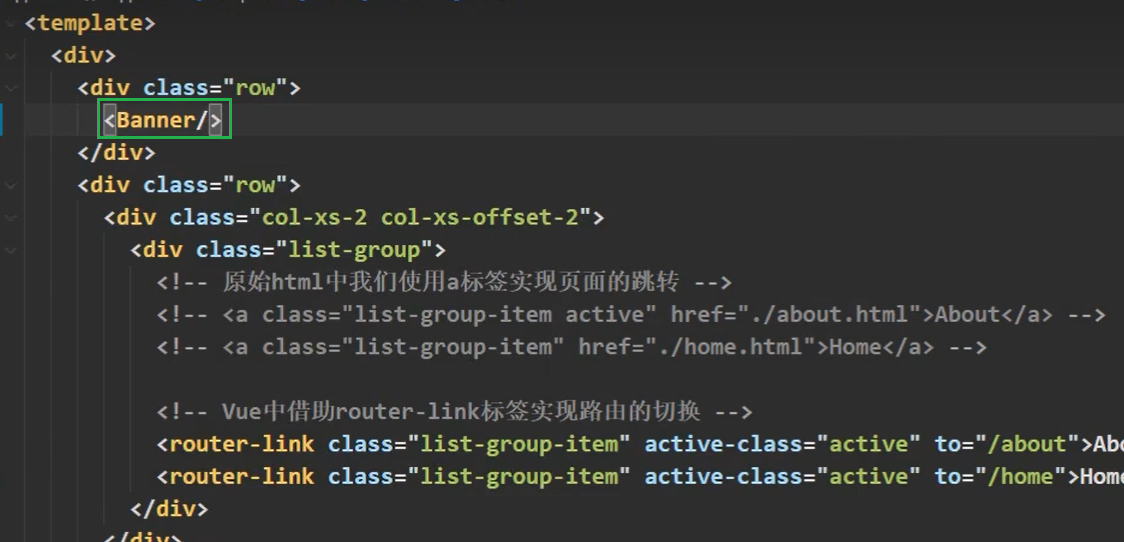 <template>
<div>
<div class="row">
<Banner/>
</div>
<div class="row">
<div class="col-xs-2 col-xs-offset-2">
<div class="list-group">
<!-- 原始html中我们使用a标签实现页面的跳转 -->
<!-- <a class="list-group-item active" href="./about.html">About</a> -->
<!-- <a class="list-group-item" href="./home.html">Home</a> -->
<!-- Vue中借助router-link标签实现路由的切换 -->
<router-link class="list-group-item" active-class="active" to="/about">Abo
<router-link class="list-group-item" active-class="active" to="/home">Home
</div>
</div>